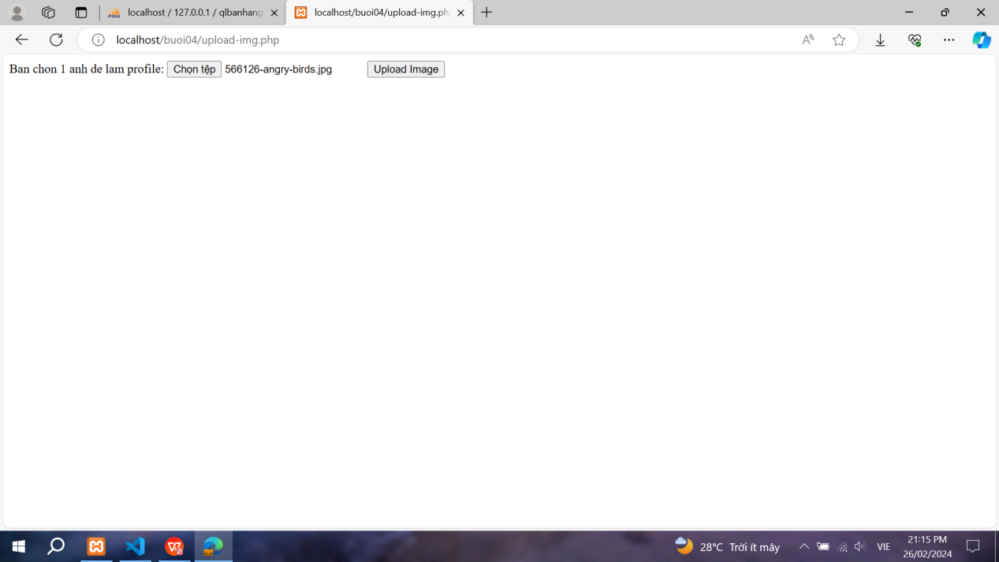 localhost / 127.0.0.1 / qlbanhang
localhost/buoi04/upload-img.php
localhost/buoi04/upload-img.php
Ban chon 1 anh de lam profile: Chọn tệp 566126-angry-birds.jpg Upload Image
28°C Trời ít mây
VIE
21:15 PM
26/02/2024